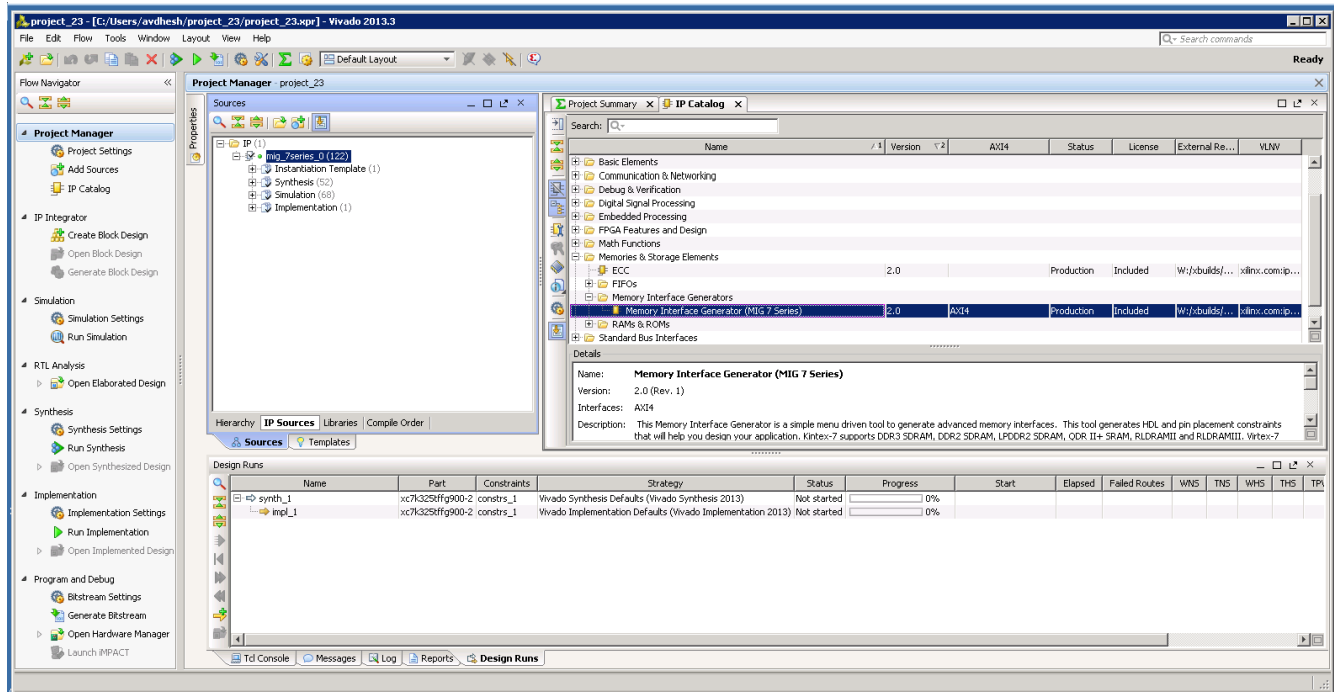 project_23 - [C:/Users/avdhesh/project_23/project_23.xpr] - Vivado 2013.3
File Edit Flow Tools Window Layout View Help
Search commands
Default Layout
Ready
Flow Navigator
Project Manager
Project Settings
Add Sources
IP Catalog
IP Integrator
Create Block Design
Open Block Design
Generate Block Design
Simulation
Simulation Settings
Run Simulation
RTL Analysis
Open Elaborated Design
Synthesis
Synthesis Settings
Run Synthesis
Open Synthesized Design
Implementation
Implementation Settings
Run Implementation
Open Implemented Design
Program and Debug
Bitstream Settings
Generate Bitstream
Open Hardware Manager
Launch iMPACT
Project Manager - project_23
Properties
Sources
IP (1)
mig_7series_0 (122)
Instantiation Template (1)
Synthesis (52)
Simulation (68)
Implementation (1)
Hierarchy IP Sources Libraries Compile Order
Sources Templates
Project Summary IP Catalog
Search:
Name Version AXI4 Status License External Re... VLNV
Basic Elements
Communication & Networking
Debug & Verification
Digital Signal Processing
Embedded Processing
FPGA Features and Design
Math Functions
Memories & Storage Elements
ECC 2.0 Production Included W:/xbuilds/... xilinx.com:ip...
FIFOs
Memory Interface Generators
Memory Interface Generator (MIG 7 Series) 2.0 AXI4 Production Included W:/xbuilds/... xilinx.com:ip...
RAMs & ROMs
Standard Bus Interfaces
Details
Name: Memory Interface Generator (MIG 7 Series)
Version: 2.0 (Rev. 1)
Interfaces: AXI4
Description: This Memory Interface Generator is a simple menu driven tool to generate advanced memory interfaces. This tool generates HDL and pin placement constraints
that will help you design your application. Kintex-7 supports DDR3 SDRAM, DDR2 SDRAM, LPDDR2 SDRAM, QDR II+ SRAM, RLDRAMII and RLDRAMIII. Virtex-7
Design Runs
Name Part Constraints Strategy Status Progress Start Elapsed Failed Routes WNS TNS WHS THS TPV
synth_1 xc7k325tffg900-2 constrs_1 Vivado Synthesis Defaults (Vivado Synthesis 2013) Not started 0%
impl_1 xc7k325tffg900-2 constrs_1 Vivado Implementation Defaults (Vivado Implementation 2013) Not started 0%
Tcl Console Messages Log Reports Design Runs